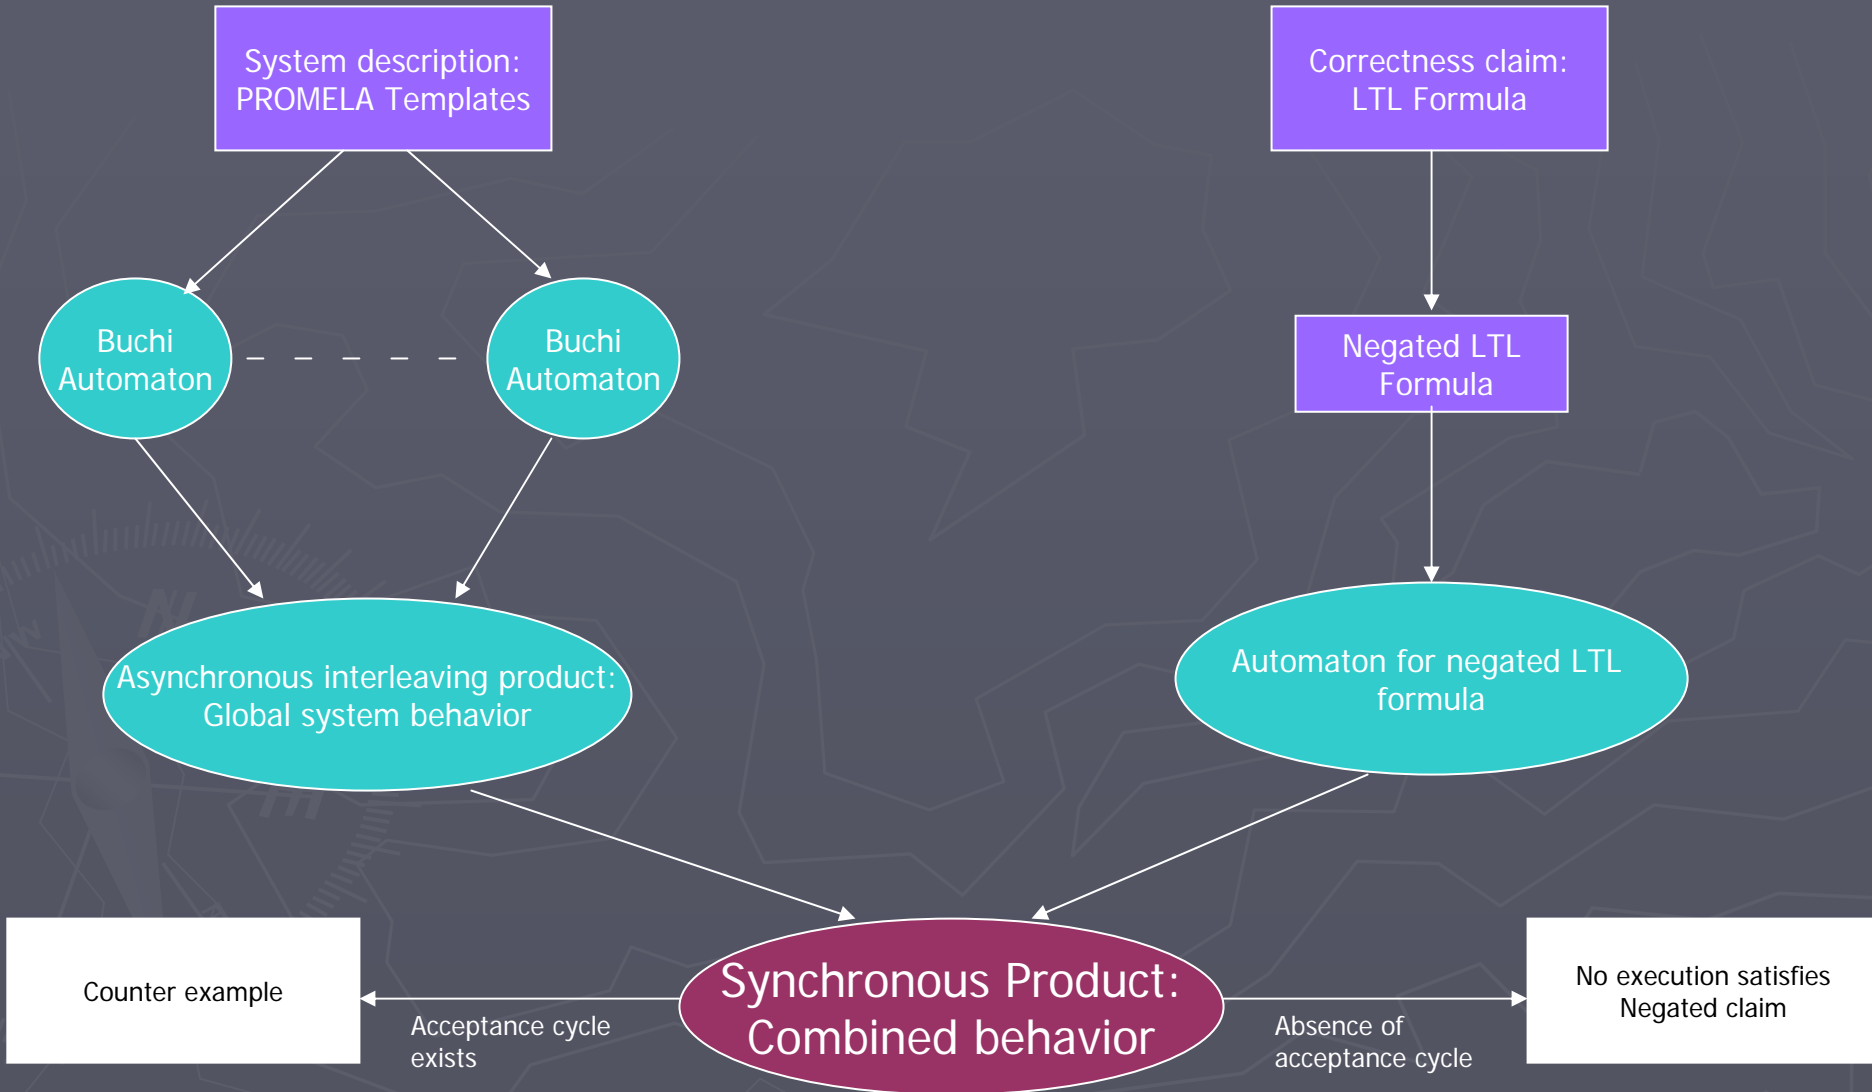 System description:
PROMELA Templates
Correctness claim:
LTL Formula
Buchi
Automaton
Buchi
Automaton
Negated LTL
Formula
Asynchronous interleaving product:
Global system behavior
Automaton for negated LTL
formula
Counter example
Acceptance cycle
exists
Synchronous Product:
Combined behavior
Absence of
acceptance cycle
No execution satisfies
Negated claim